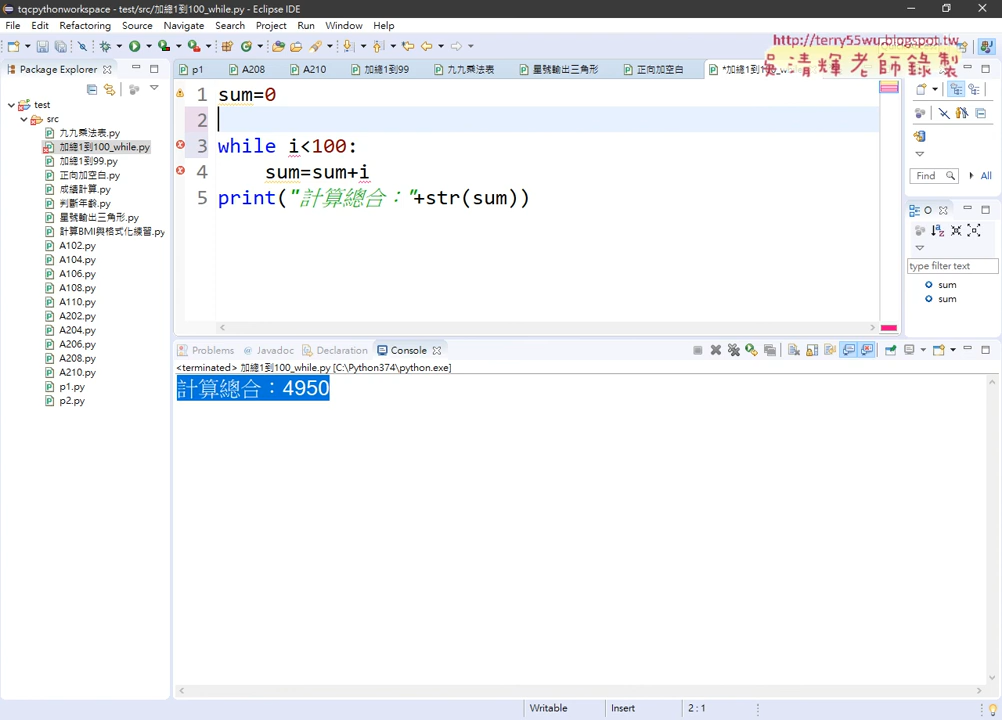 tqcpythonworkspace - test/src/加總1到100_while.py - Eclipse IDE
File Edit Refactoring Source Navigate Search Project Run Window Help
http://terry55wu.blogspot.tw
吳清輝老師錄製
Package Explorer
p1 A208 A210 加總1到99 九九乘法表 星號輸出三角形 正向加空白 *加總1到
test
src
九九乘法表.py
加總1到100_while.py
加總1到99.py
正向加空白.py
成績計算.py
判斷年齡.py
星號輸出三角形.py
計算BMI與格式化練習.py
A102.py
A104.py
A106.py
A108.py
A110.py
A202.py
A204.py
A206.py
A208.py
A210.py
p1.py
p2.py
1 sum=0
2
3 while i<100:
4 sum=sum+i
5 print("計算總合："+str(sum))
Find All
type filter text
sum
sum
Problems Javadoc Declaration Console
<terminated> 加總1到100_while.py [C:\Python374\python.exe]
計算總合：4950
Writable Insert 2 : 1